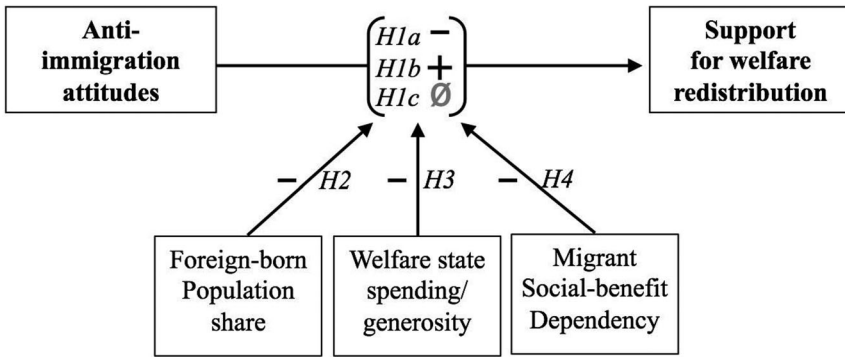 Anti-
immigration
attitudes
H1a −
H1b +
H1c Ø
Support
for welfare
redistribution
− H2
− H3
− H4
Foreign-born
Population
share
Welfare state
spending/
generosity
Migrant
Social-benefit
Dependency